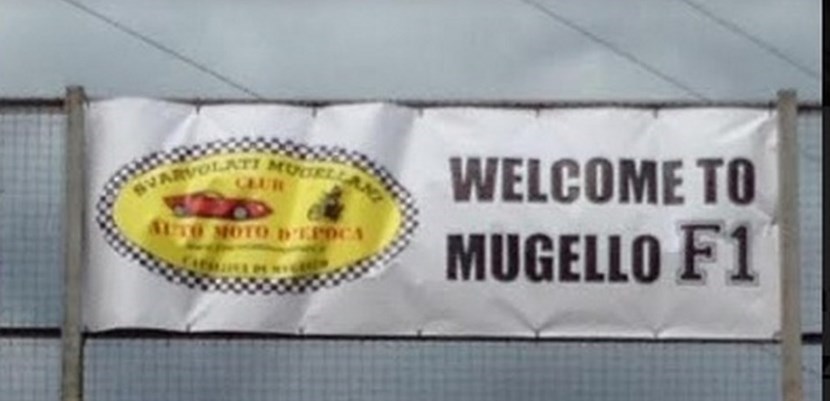 SVARVOLATI MUGELLANI
CLUB
AUTO MOTO D'EPOCA
WELCOME TO
MUGELLO F1